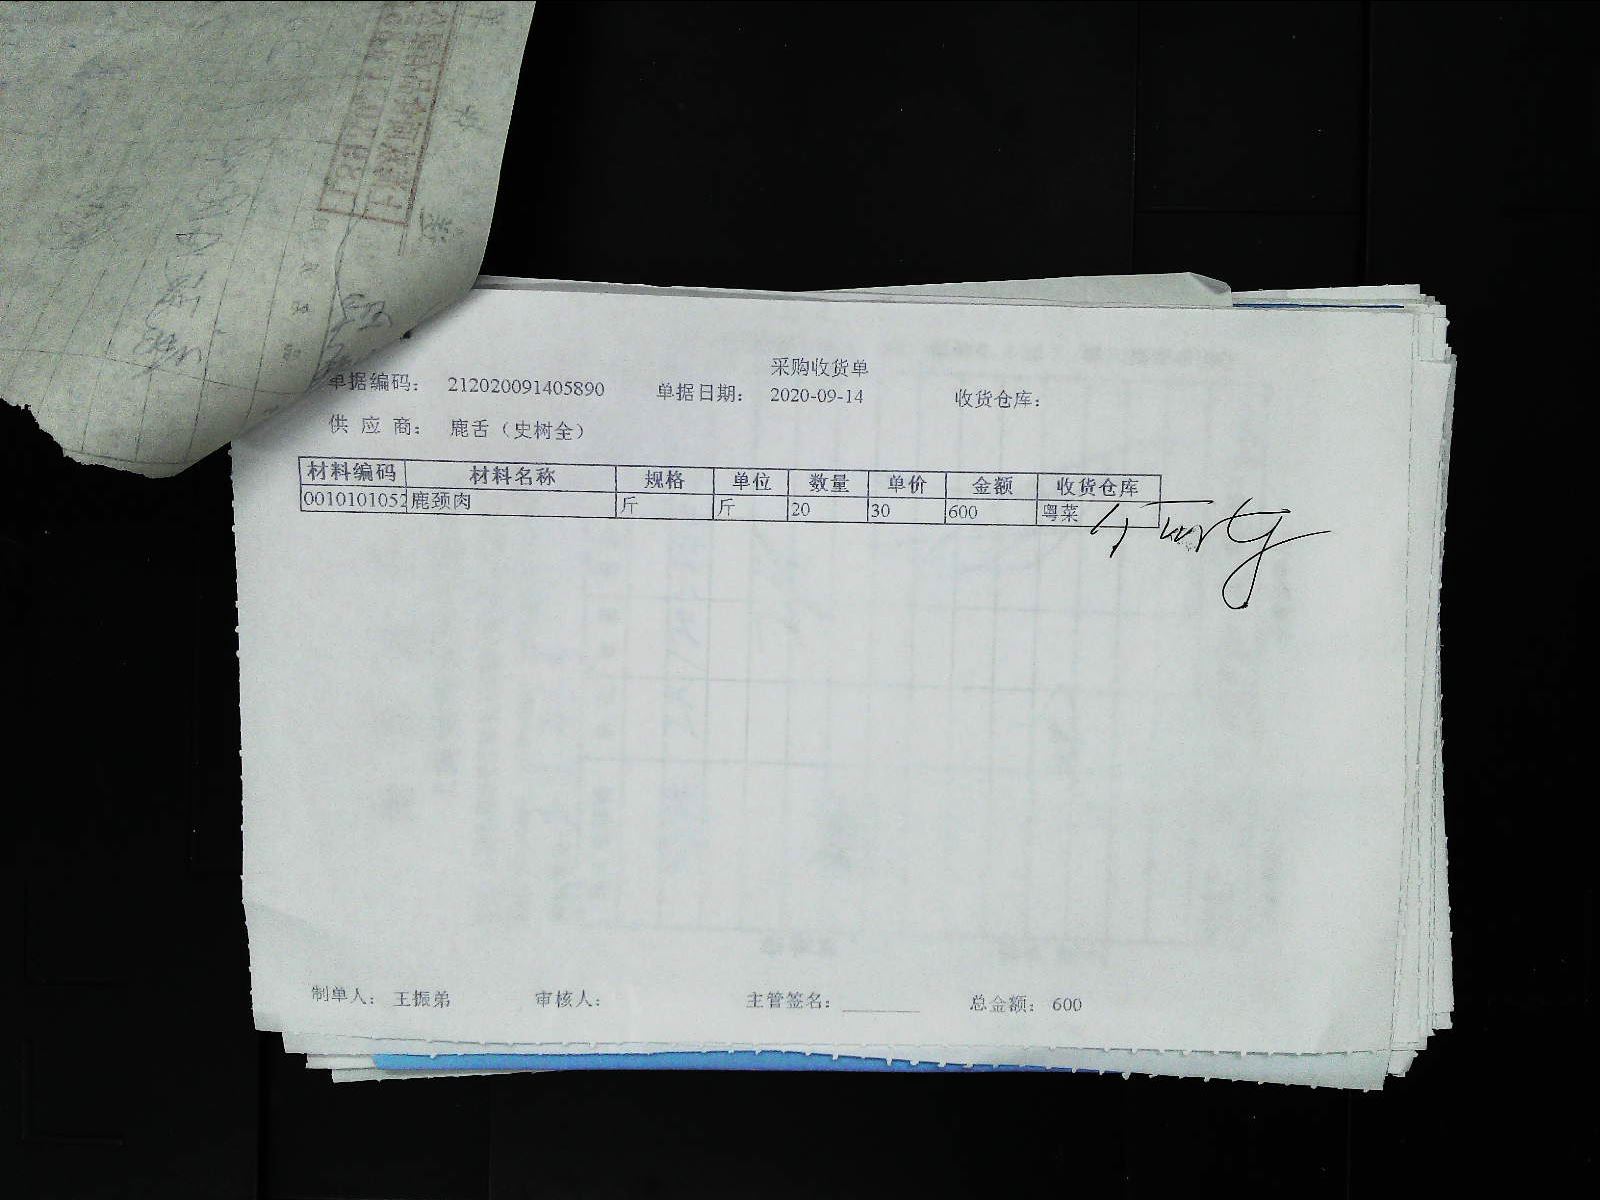 采购收货单
单据编码： 212020091405890 单据日期： 2020-09-14 收货仓库：
供 应 商： 鹿舌（史树全）
材料编码 材料名称 规格 单位 数量 单价 金额 收货仓库
0010101052 鹿颈肉 斤 斤 20 30 600 粤菜
制单人： 王振弟 审核人： 主管签名： 总金额： 600